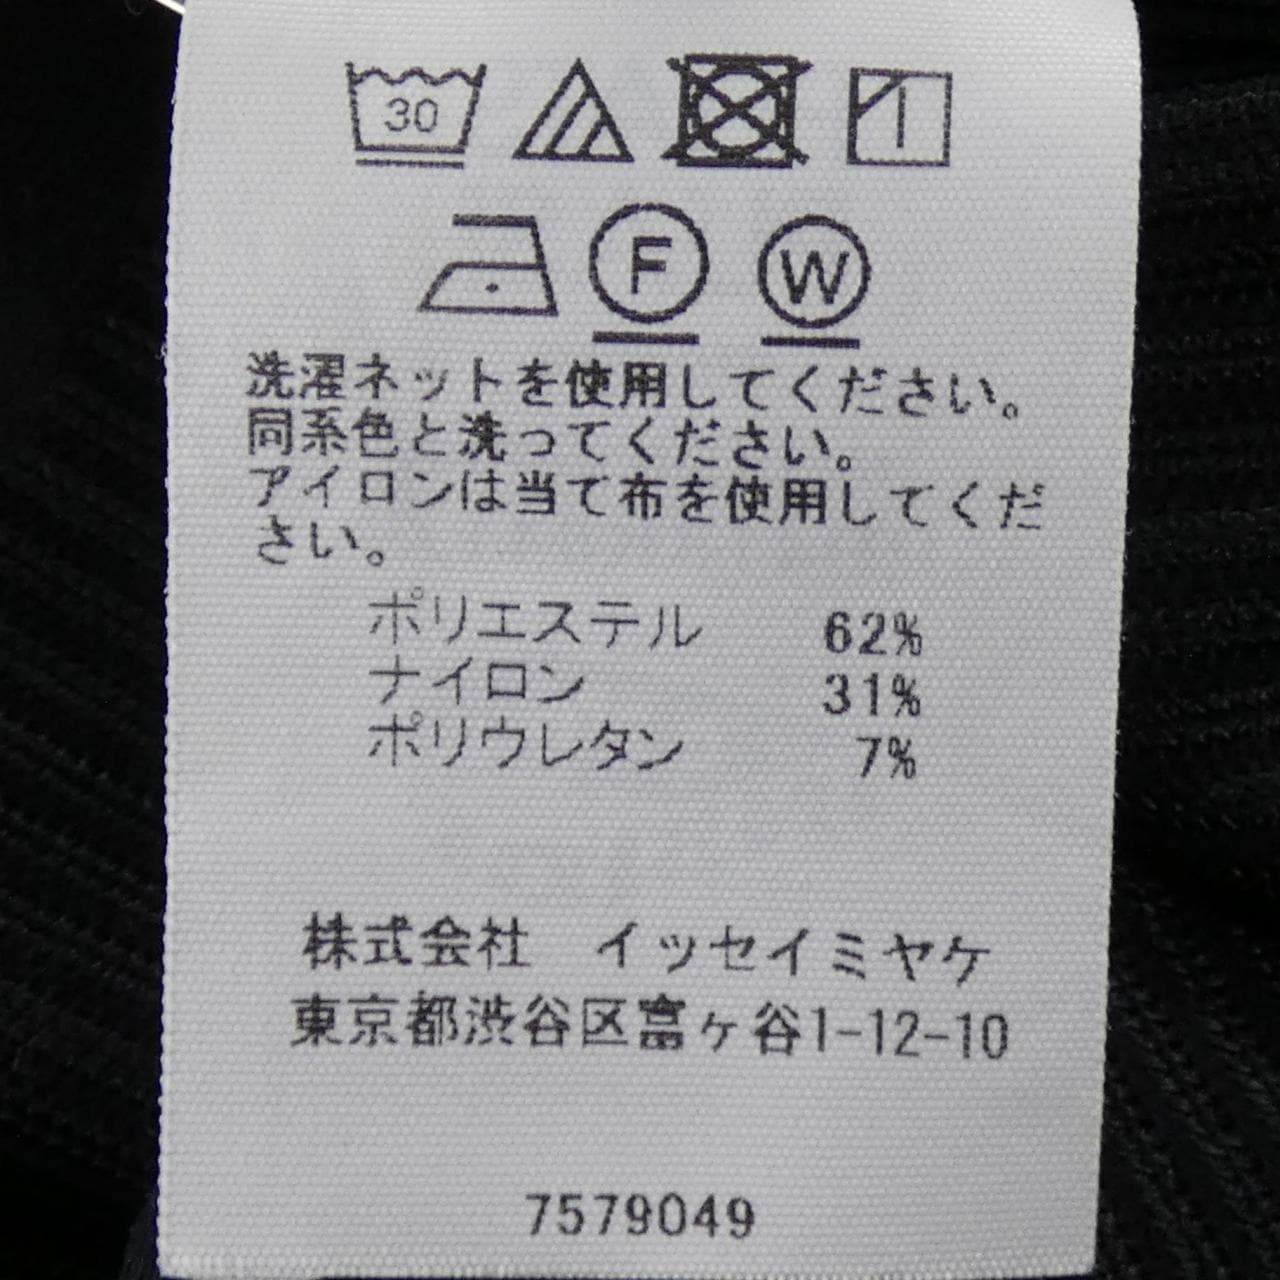 30
F W
洗濯ネットを使用してください。
同系色と洗ってください。
アイロンは当て布を使用してくだ
さい。
ポリエステル 62%
ナイロン 31%
ポリウレタン 7%
株式会社 イッセイミヤケ
東京都渋谷区富ヶ谷1-12-10
7579049